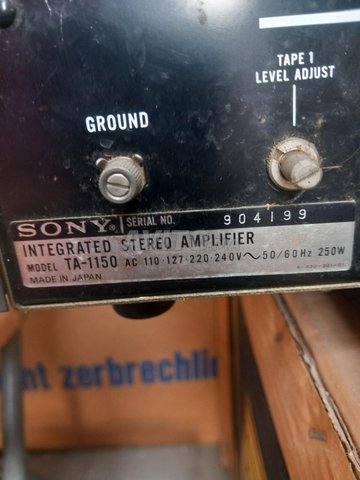 TAPE 1
LEVEL ADJUST
GROUND
SONY SERIAL NO. 904199
INTEGRATED STEREO AMPLIFIER
MODEL TA-1150 AC 110·127·220·240V ~ 50/60Hz 250W
MADE IN JAPAN
nt zerbrechlich